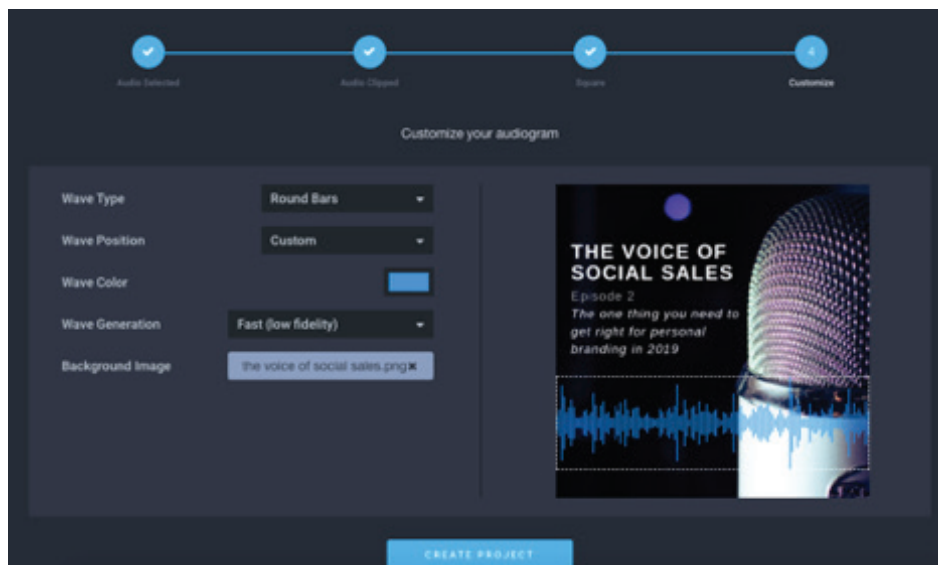 4
Audio Selected
Audio Clipped
Square
Customize
Customize your audiogram
Wave Type
Round Bars
Wave Position
Custom
Wave Color
Wave Generation
Fast (low fidelity)
Background Image
the voice of social sales.png
THE VOICE OF
SOCIAL SALES
Episode 2
The one thing you need to
get right for personal
branding in 2019
CREATE PROJECT